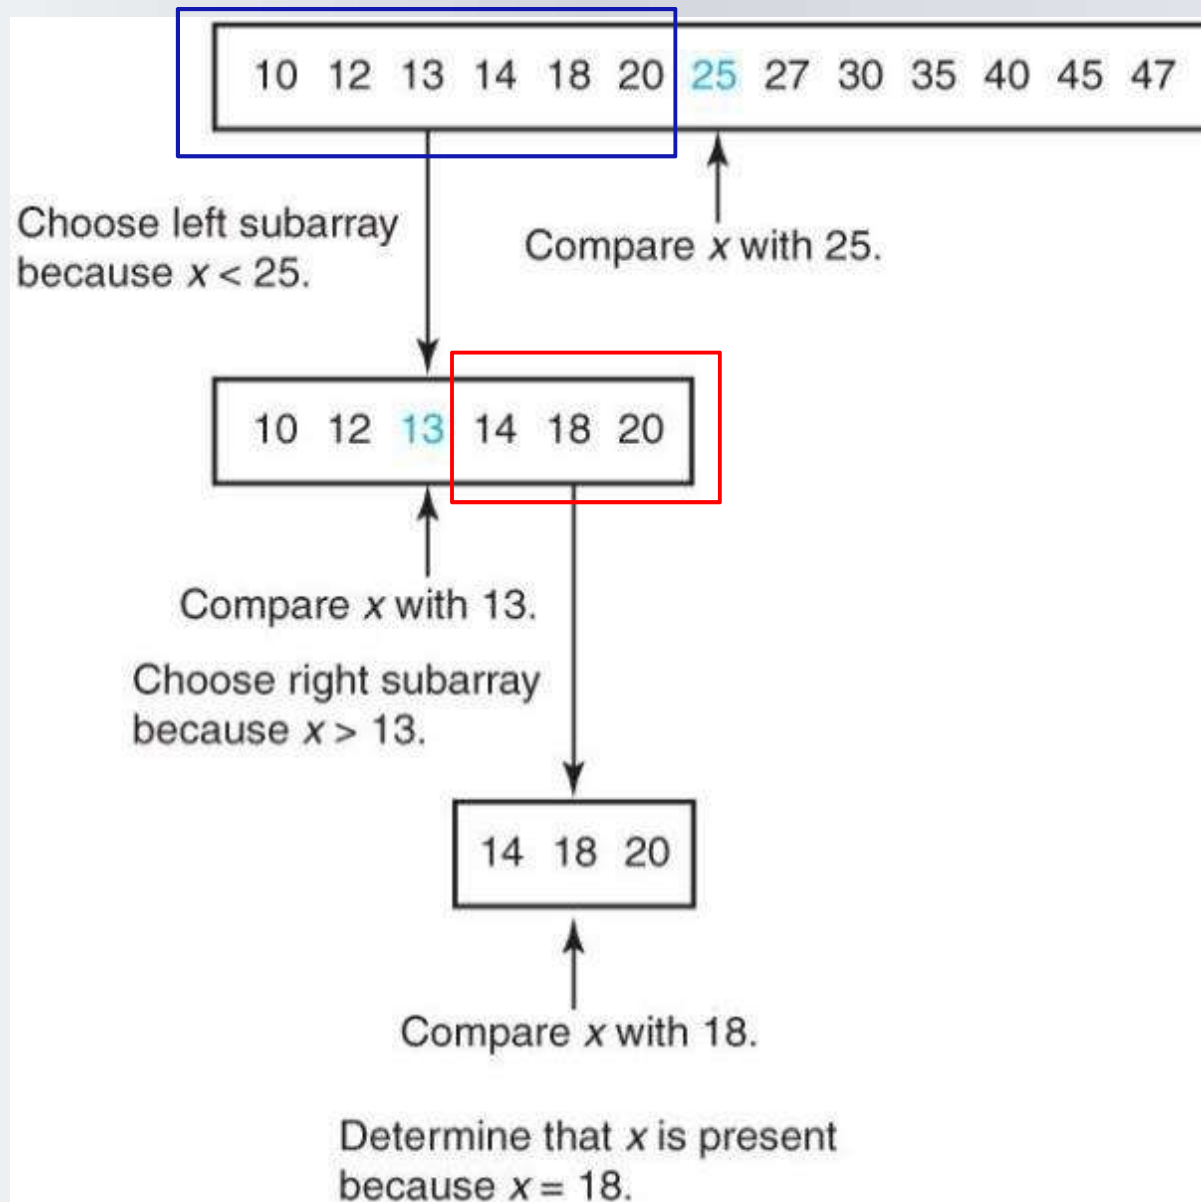 10 12 13 14 18 20 25 27 30 35 40 45 47
Choose left subarray
because x < 25.
Compare x with 25.
10 12 13 14 18 20
Compare x with 13.
Choose right subarray
because x > 13.
14 18 20
Compare x with 18.
Determine that x is present
because x = 18.